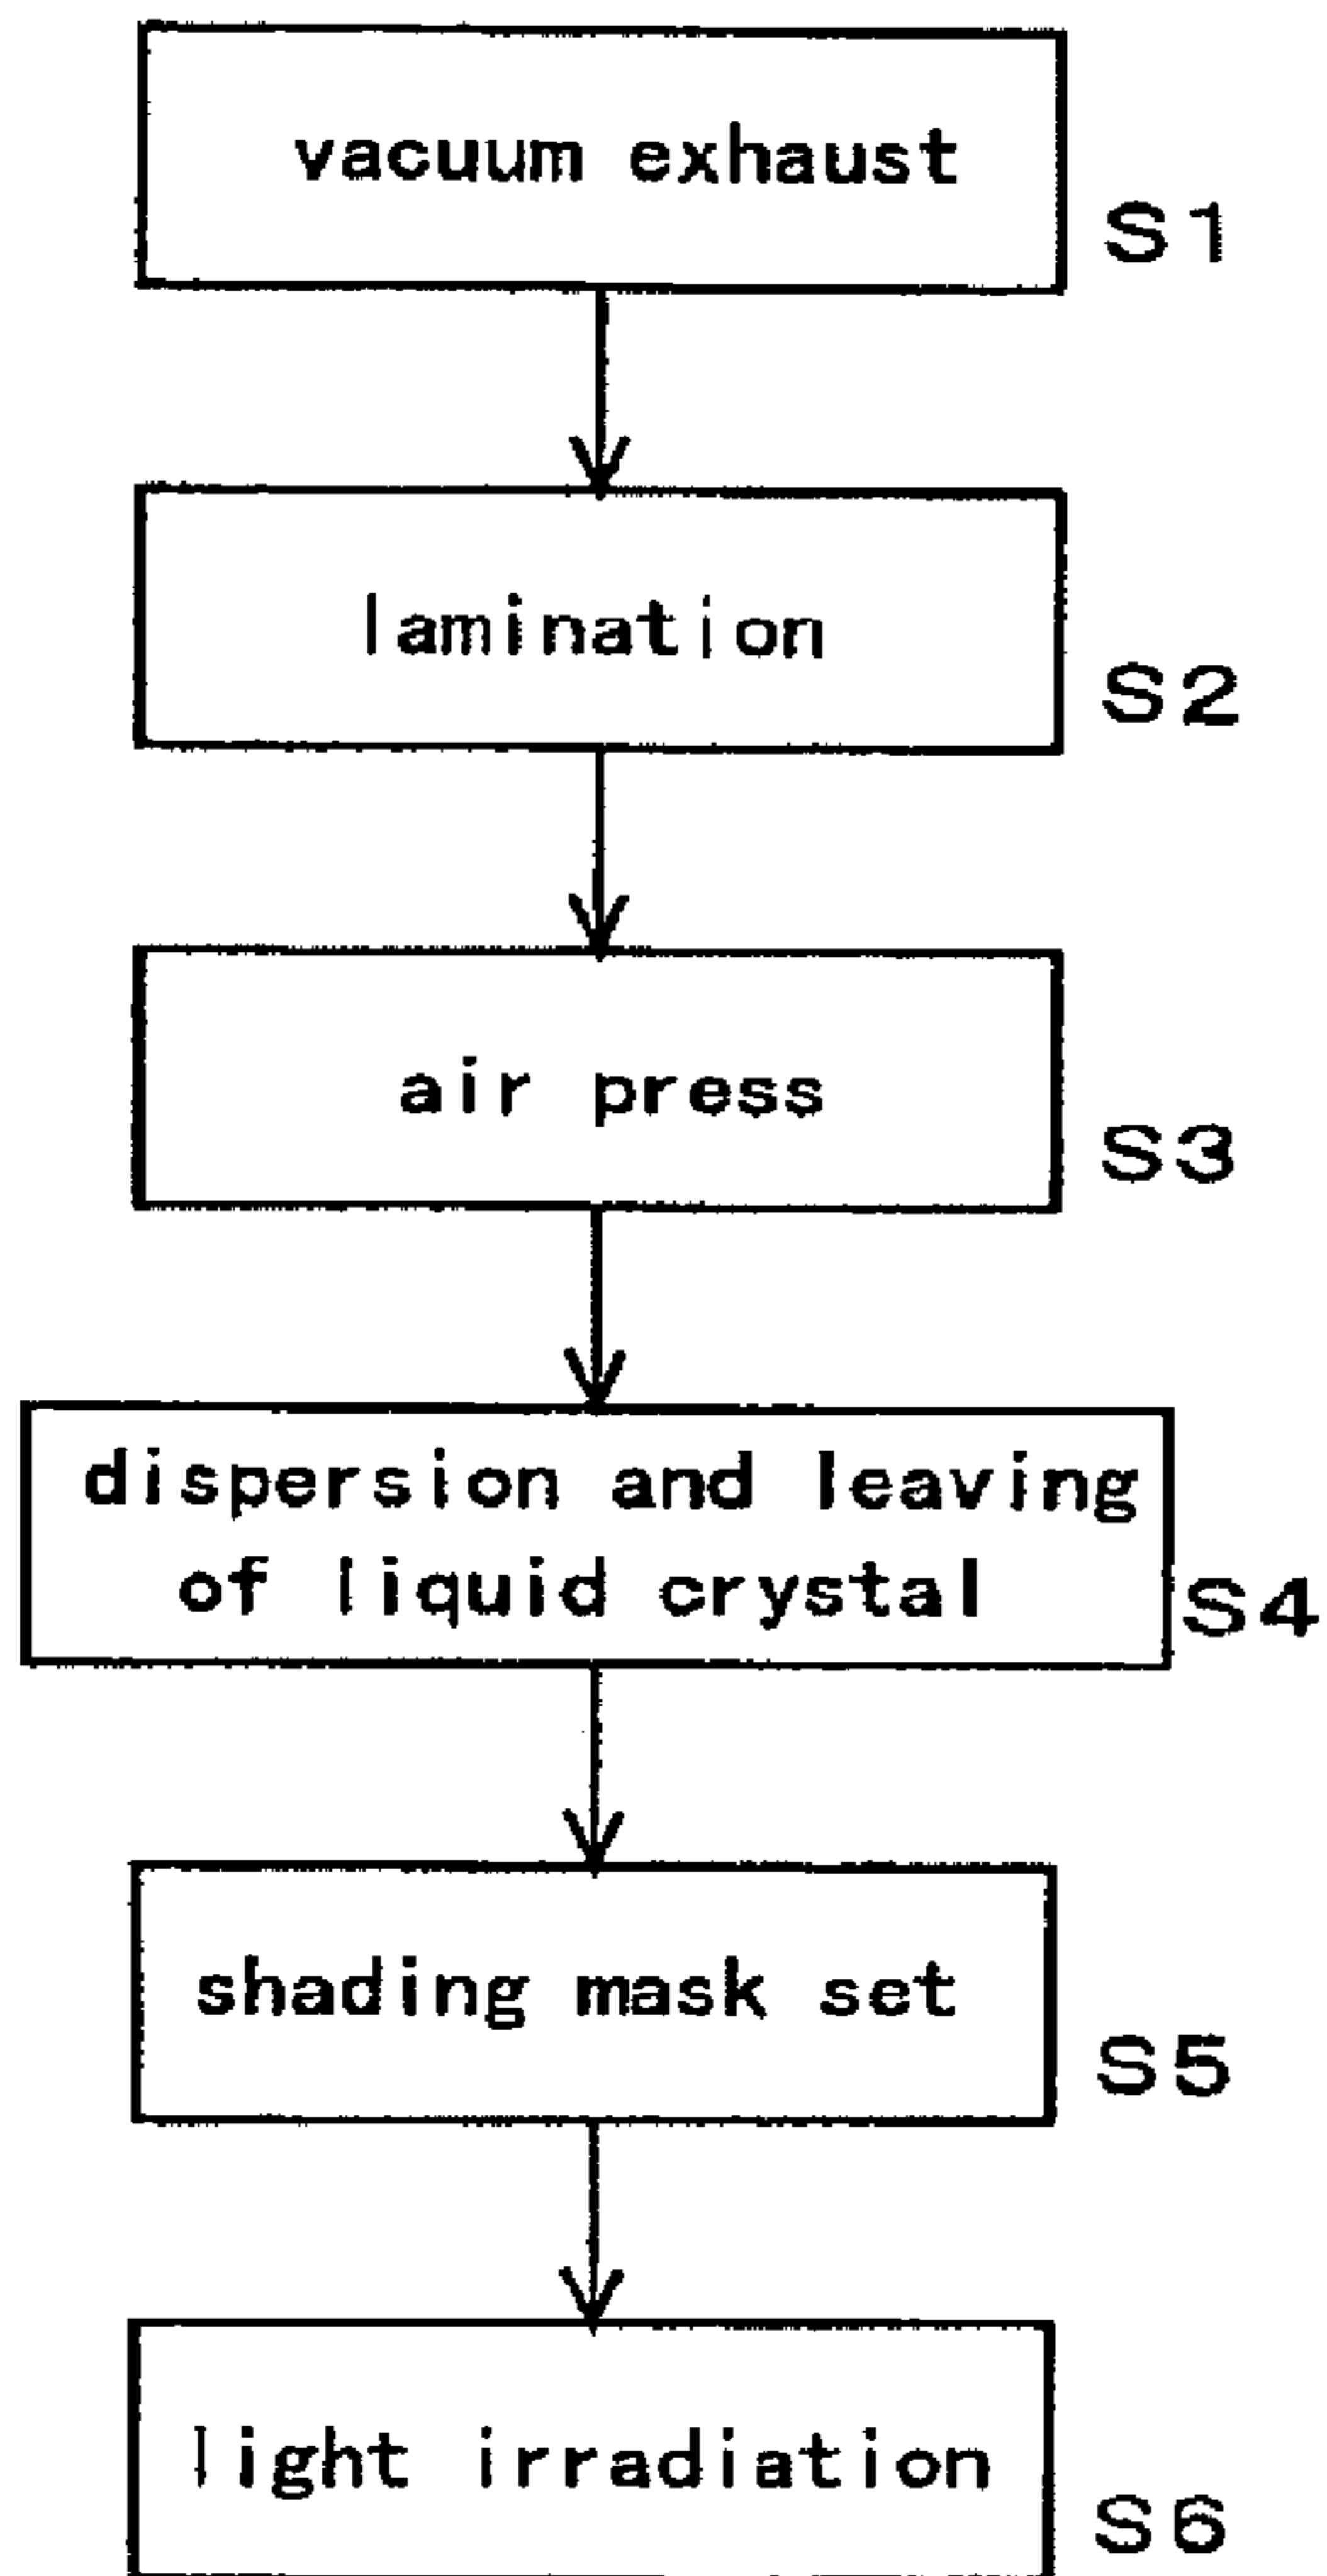 vacuum exhaust
S1
lamination
S2
air press
S3
dispersion and leaving
of liquid crystal
S4
shading mask set
S5
light irradiation
S6